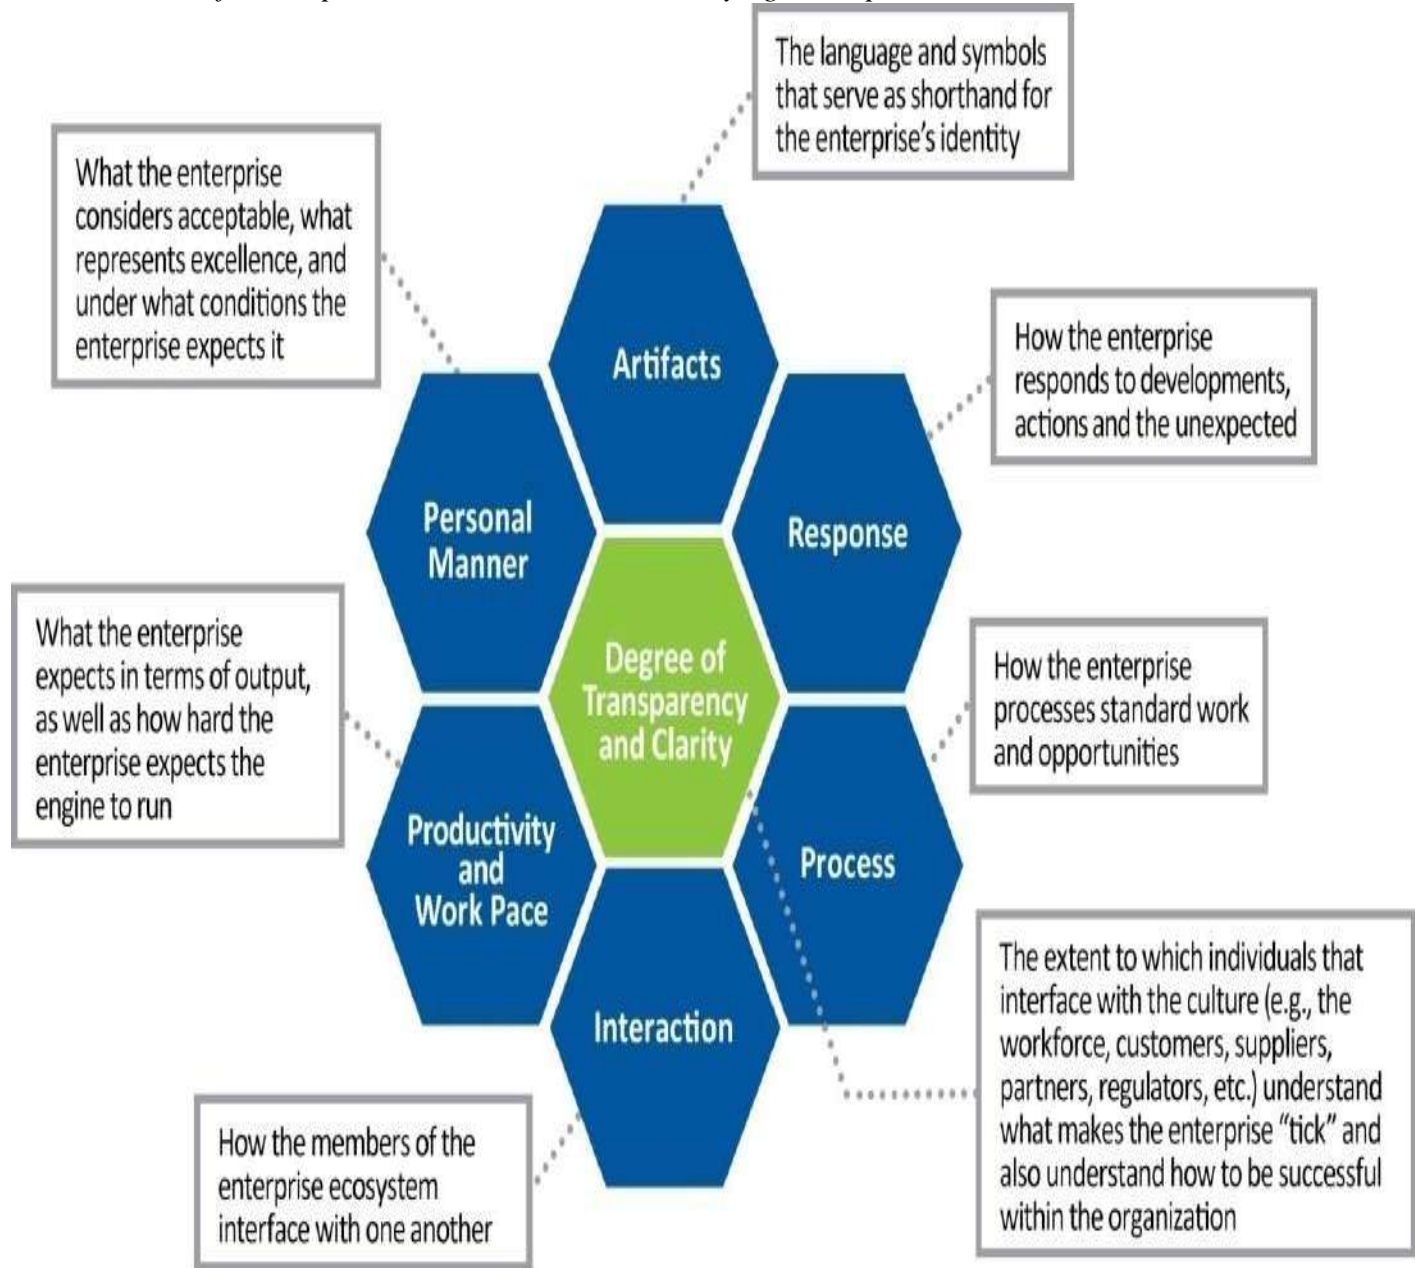 The language and symbols
that serve as shorthand for
the enterprise's identity
What the enterprise
considers acceptable, what
represents excellence, and
under what conditions the
enterprise expects it
How the enterprise
responds to developments,
actions and the unexpected
Artifacts
Personal
Manner
Response
What the enterprise
expects in terms of output,
as well as how hard the
enterprise expects the
engine to run
Degree of
Transparency
and Clarity
How the enterprise
processes standard work
and opportunities
Productivity
and
Work Pace
Process
Interaction
The extent to which individuals that
interface with the culture (e.g., the
workforce, customers, suppliers,
partners, regulators, etc.) understand
what makes the enterprise “tick” and
also understand how to be successful
within the organization
How the members of the
enterprise ecosystem
interface with one another